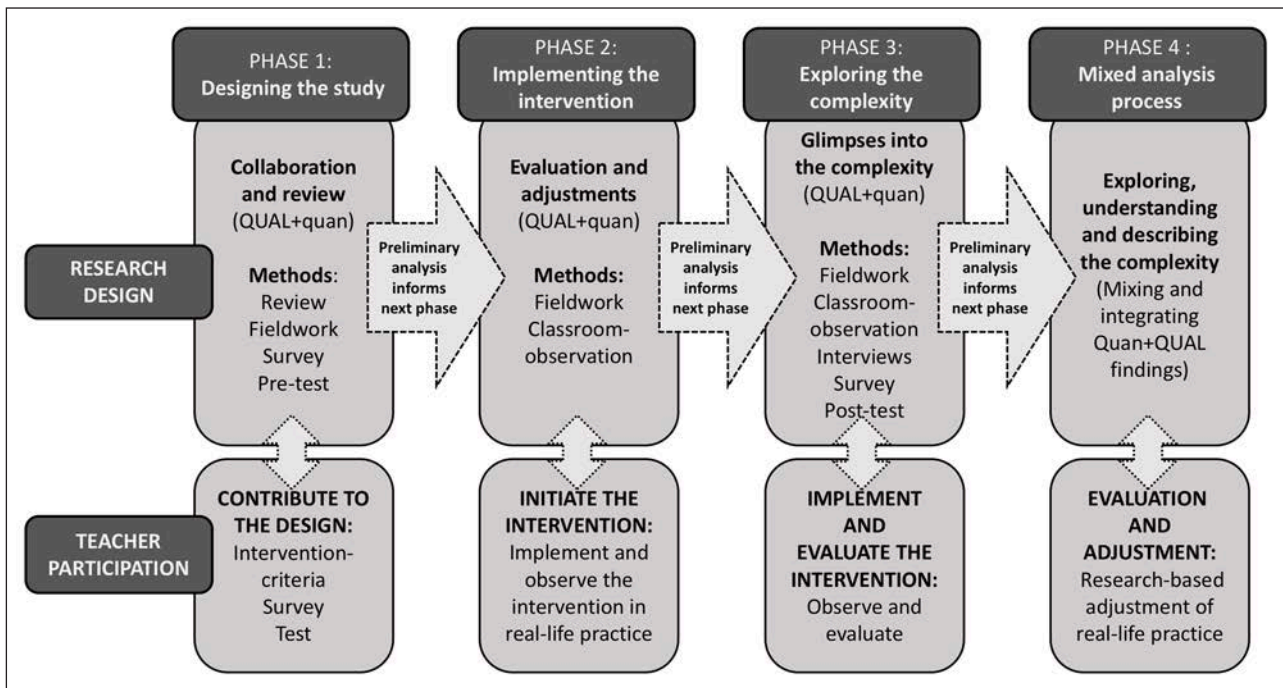 PHASE 1:
Designing the study
PHASE 2:
Implementing the
intervention
PHASE 3:
Exploring the
complexity
PHASE 4 :
Mixed analysis
process
RESEARCH
DESIGN
Collaboration
and review
(QUAL+quan)
Methods:
Review
Fieldwork
Survey
Pre-test
Preliminary
analysis
informs
next phase
Evaluation and
adjustments
(QUAL+quan)
Methods:
Fieldwork
Classroom-
observation
Preliminary
analysis
informs
next phase
Glimpses into
the complexity
(QUAL+quan)
Methods:
Fieldwork
Classroom-
observation
Interviews
Survey
Post-test
Preliminary
analysis
informs
next phase
Exploring,
understanding
and describing
the complexity
(Mixing and
integrating
Quan+QUAL
findings)
TEACHER
PARTICIPATION
CONTRIBUTE TO
THE DESIGN:
Intervention-
criteria
Survey
Test
INITIATE THE
INTERVENTION:
Implement and
observe the
intervention in
real-life practice
IMPLEMENT
AND
EVALUATE THE
INTERVENTION:
Observe and
evaluate
EVALUATION
AND
ADJUSTMENT:
Research-based
adjustment of
real-life practice